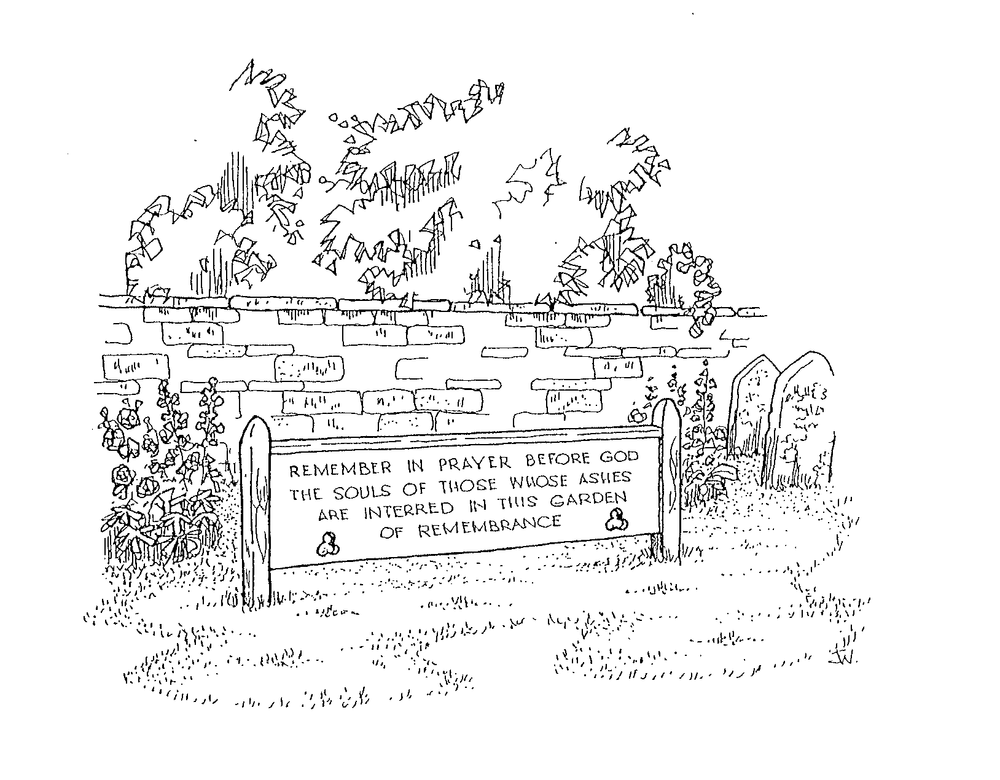 REMEMBER IN PRAYER BEFORE GOD
THE SOULS OF THOSE WHOSE ASHES
ARE INTERRED IN THIS GARDEN
OF REMEMBRANCE
JW.